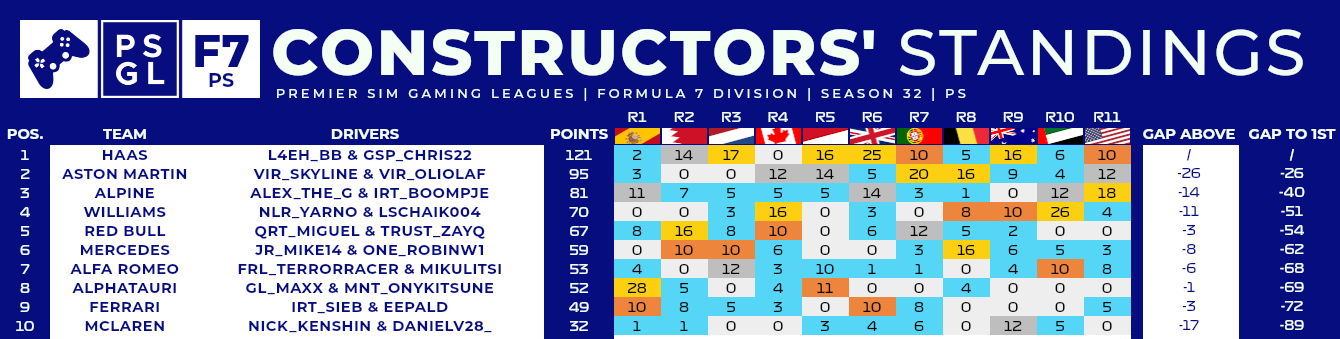 PS
GL
F7
PS
CONSTRUCTORS' STANDINGS
PREMIER SIM GAMING LEAGUES | FORMULA 7 DIVISION | SEASON 32 | PS
R1 R2 R3 R4 R5 R6 R7 R8 R9 R10 R11
POS. TEAM DRIVERS POINTS GAP ABOVE GAP TO 1ST
1 HAAS L4EH_BB & GSP_CHRIS22 121 2 14 17 0 16 25 10 5 16 6 10 / /
2 ASTON MARTIN VIR_SKYLINE & VIR_OLIOLAF 95 3 0 0 12 14 5 20 16 9 4 12 -26 -26
3 ALPINE ALEX_THE_G & IRT_BOOMPJE 81 11 7 5 5 5 14 3 1 0 12 18 -14 -40
4 WILLIAMS NLR_YARNO & LSCHAIK004 70 0 0 3 16 0 3 0 8 10 26 4 -11 -51
5 RED BULL QRT_MIGUEL & TRUST_ZAYQ 67 8 16 8 10 0 6 12 5 2 0 0 -3 -54
6 MERCEDES JR_MIKE14 & ONE_ROBINW1 59 0 10 10 6 0 0 3 16 6 5 3 -8 -62
7 ALFA ROMEO FRL_TERRORRACER & MIKULITSI 53 4 0 12 3 10 1 1 0 4 10 8 -6 -68
8 ALPHATAURI GL_MAXX & MNT_ONYKITSUNE 52 28 5 0 4 11 0 0 4 0 0 0 -1 -69
9 FERRARI IRT_SIEB & EEPALD 49 10 8 5 3 0 10 8 0 0 0 5 -3 -72
10 MCLAREN NICK_KENSHIN & DANIELV28_ 32 1 1 0 0 3 4 6 0 12 5 0 -17 -89